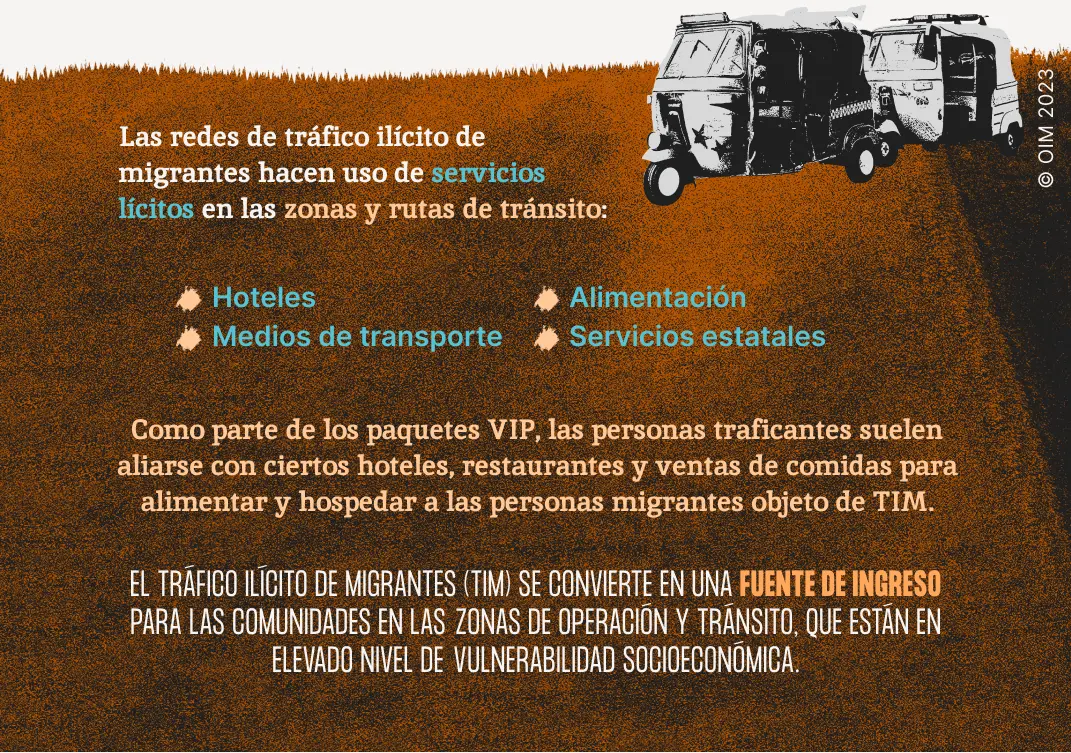 © OIM 2023
Las redes de tráfico ilícito de
migrantes hacen uso de servicios
lícitos en las zonas y rutas de tránsito:
Hoteles
Medios de transporte
Alimentación
Servicios estatales
Como parte de los paquetes VIP, las personas traficantes suelen
aliarse con ciertos hoteles, restaurantes y ventas de comidas para
alimentar y hospedar a las personas migrantes objeto de TIM.
EL TRÁFICO ILÍCITO DE MIGRANTES (TIM) SE CONVIERTE EN UNA FUENTE DE INGRESO
PARA LAS COMUNIDADES EN LAS ZONAS DE OPERACIÓN Y TRÁNSITO, QUE ESTÁN EN
ELEVADO NIVEL DE VULNERABILIDAD SOCIOECONÓMICA.